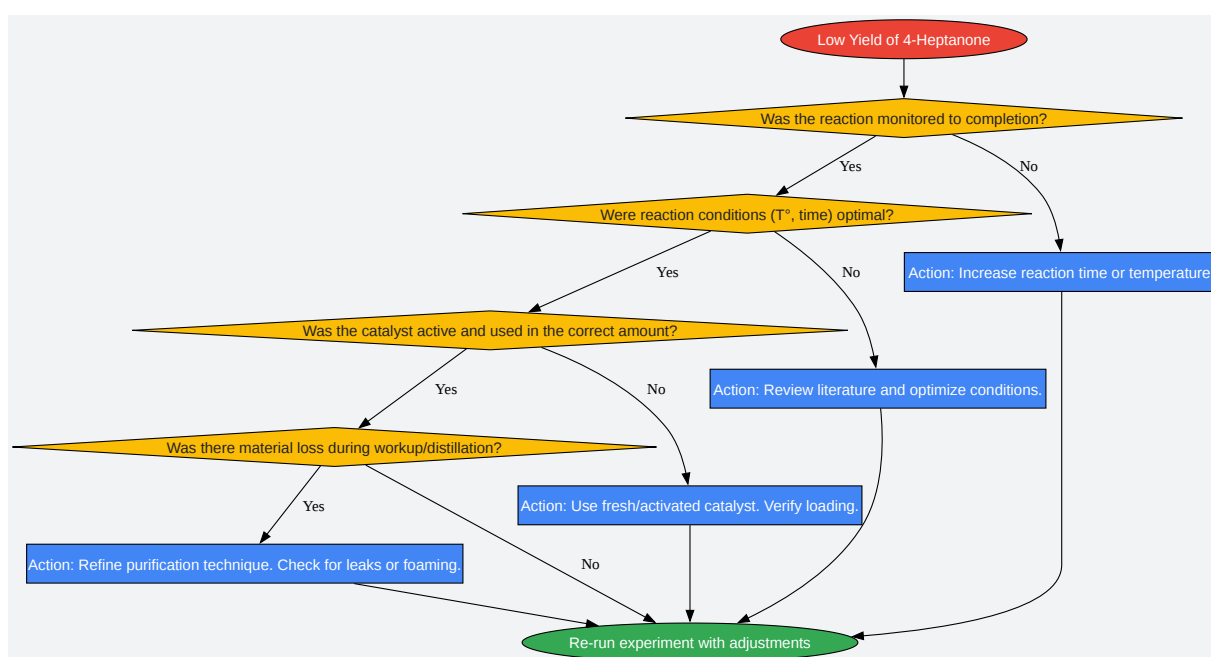 Low Yield of 4-Heptanone
Was the reaction monitored to completion?
Yes
No
Were reaction conditions (T°, time) optimal?
Yes
No
Action: Increase reaction time or temperature
Was the catalyst active and used in the correct amount?
Yes
No
Action: Review literature and optimize conditions.
Was there material loss during workup/distillation?
Yes
No
Action: Use fresh/activated catalyst. Verify loading.
Action: Refine purification technique. Check for leaks or foaming.
Re-run experiment with adjustments